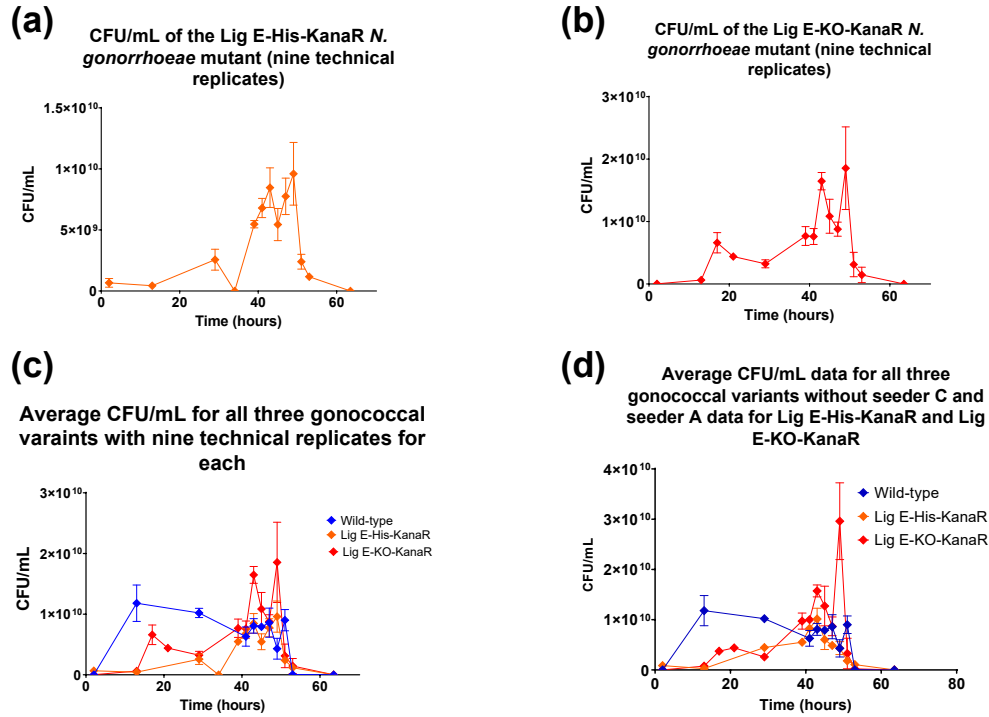 (a)
CFU/mL of the Lig E-His-KanaR N.
gonorrhoeae mutant (nine technical
replicates)
1.5×10¹⁰
1×10¹⁰
5×10⁹
0
CFU/mL
0 20 40 60
Time (hours)
(b)
CFU/mL of the Lig E-KO-KanaR N.
gonorrhoeae mutant (nine technical
replicates)
3×10¹⁰
2×10¹⁰
1×10¹⁰
0
CFU/mL
0 20 40 60
Time (hours)
(c)
Average CFU/mL for all three gonococcal
varaints with nine technical replicates for
each
3×10¹⁰
2×10¹⁰
1×10¹⁰
0
CFU/mL
0 20 40 60 80
Time (hours)
Wild-type
Lig E-His-KanaR
Lig E-KO-KanaR
(d)
Average CFU/mL data for all three
gonococcal variants without seeder C and
seeder A data for Lig E-His-KanaR and Lig
E-KO-KanaR
4×10¹⁰
3×10¹⁰
2×10¹⁰
1×10¹⁰
0
CFU/mL
0 20 40 60 80
Time (hours)
Wild-type
Lig E-His-KanaR
Lig E-KO-KanaR